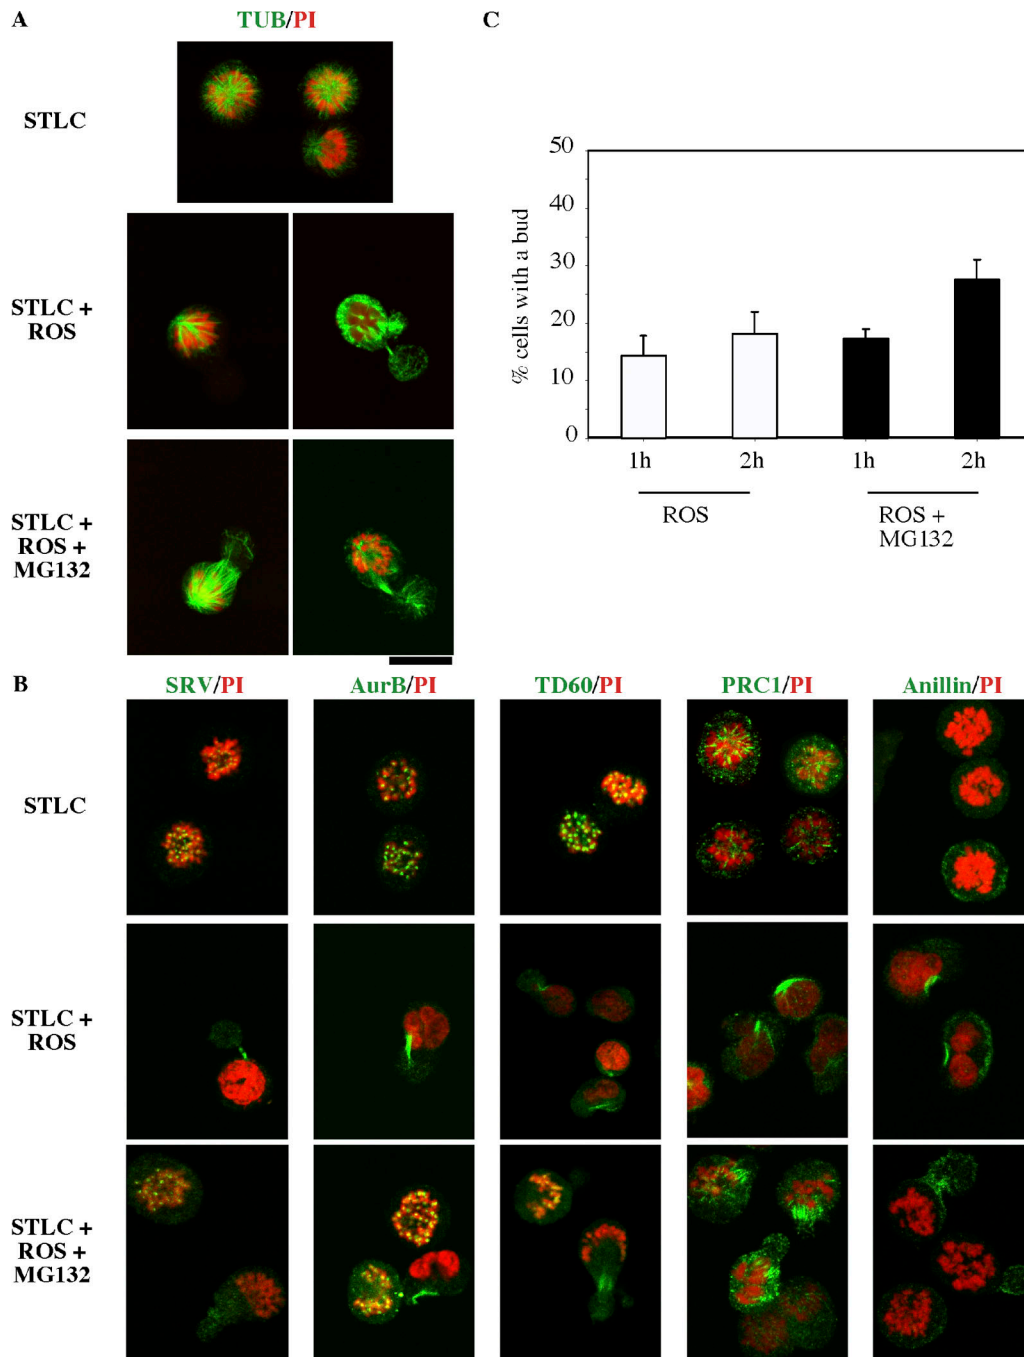 A
TUB/PI
STLC
STLC +
ROS
STLC +
ROS +
MG132
C
% cells with a bud
50
40
30
20
10
0
1h
2h
1h
2h
ROS
ROS +
MG132
B
SRV/PI
AurB/PI
TD60/PI
PRC1/PI
Anillin/PI
STLC
STLC +
ROS
STLC +
ROS +
MG132